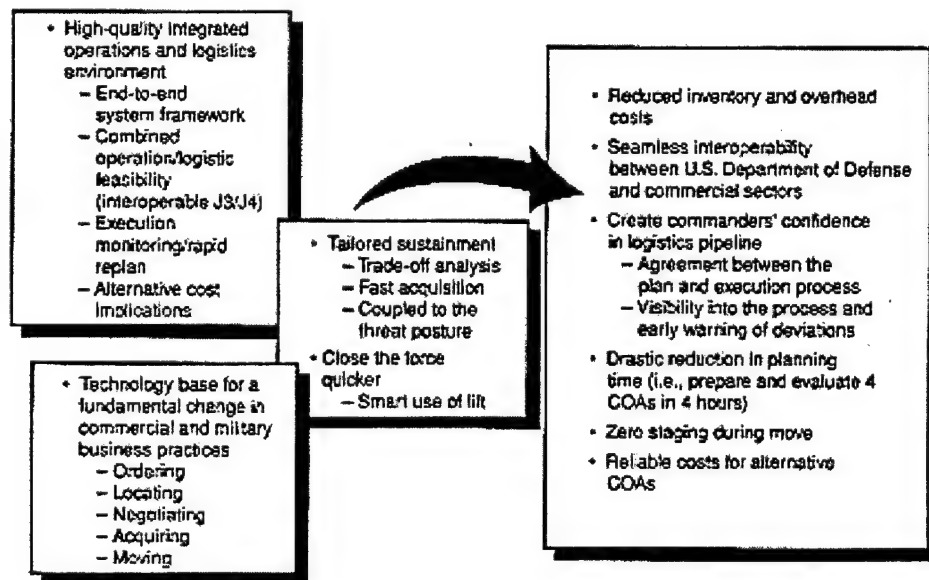 • High-quality integrated
operations and logistics
environment
– End-to-end
system framework
– Combined
operation/logistic
feasibility
(interoperable J3/J4)
– Execution
monitoring/rapid
replan
– Alternative cost
implications
• Technology base for a
fundamental change in
commercial and military
business practices
– Ordering
– Locating
– Negotiating
– Acquiring
– Moving
• Tailored sustainment
– Trade-off analysis
– Fast acquisition
– Coupled to the
threat posture
• Close the force
quicker
– Smart use of lift
• Reduced inventory and overhead
costs
• Seamless interoperability
between U.S. Department of Defense
and commercial sectors
• Create commanders' confidence
in logistics pipeline
– Agreement between the
plan and execution process
– Visibility into the process and
early warning of deviations
• Drastic reduction in planning
time (i.e., prepare and evaluate 4
COAs in 4 hours)
• Zero staging during move
• Reliable costs for alternative
COAs